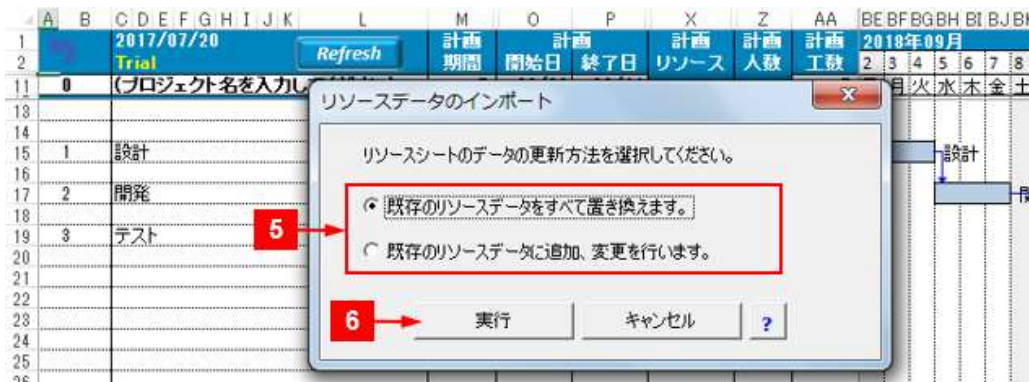 A B C D E F G H I J K L M O P X Z AA BE BF BG BH BI BJ
1 2017/07/20 Refresh 計画 計画 計画 計画 計画 2018年09月
2 Trial 期間 開始日 終了日 リソース 人数 工数 2 3 4 5 6 7 8
11 0 (プロジェクト名を入力し 月 火 水 木 金 土
リソースデータのインポート
13
14
リソースシートのデータの更新方法を選択してください。
15 1 設計 設計
16
17 2 開発
既存のリソースデータをすべて置き換えます。
18
5
19 3 テスト
既存のリソースデータに追加、変更を行います。
20
21
22
6 実行 キャンセル ?
23
24
25